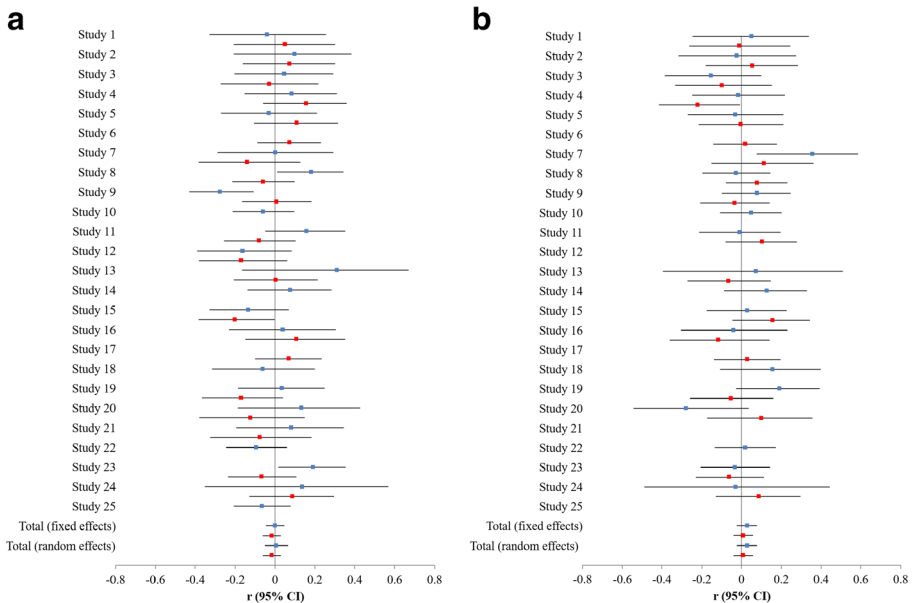 a
Study 1
Study 2
Study 3
Study 4
Study 5
Study 6
Study 7
Study 8
Study 9
Study 10
Study 11
Study 12
Study 13
Study 14
Study 15
Study 16
Study 17
Study 18
Study 19
Study 20
Study 21
Study 22
Study 23
Study 24
Study 25
Total (fixed effects)
Total (random effects)
-0.8 -0.6 -0.4 -0.2 0 0.2 0.4 0.6 0.8
r (95% CI)
b
Study 1
Study 2
Study 3
Study 4
Study 5
Study 6
Study 7
Study 8
Study 9
Study 10
Study 11
Study 12
Study 13
Study 14
Study 15
Study 16
Study 17
Study 18
Study 19
Study 20
Study 21
Study 22
Study 23
Study 24
Study 25
Total (fixed effects)
Total (random effects)
-0.8 -0.6 -0.4 -0.2 0 0.2 0.4 0.6 0.8
r (95% CI)